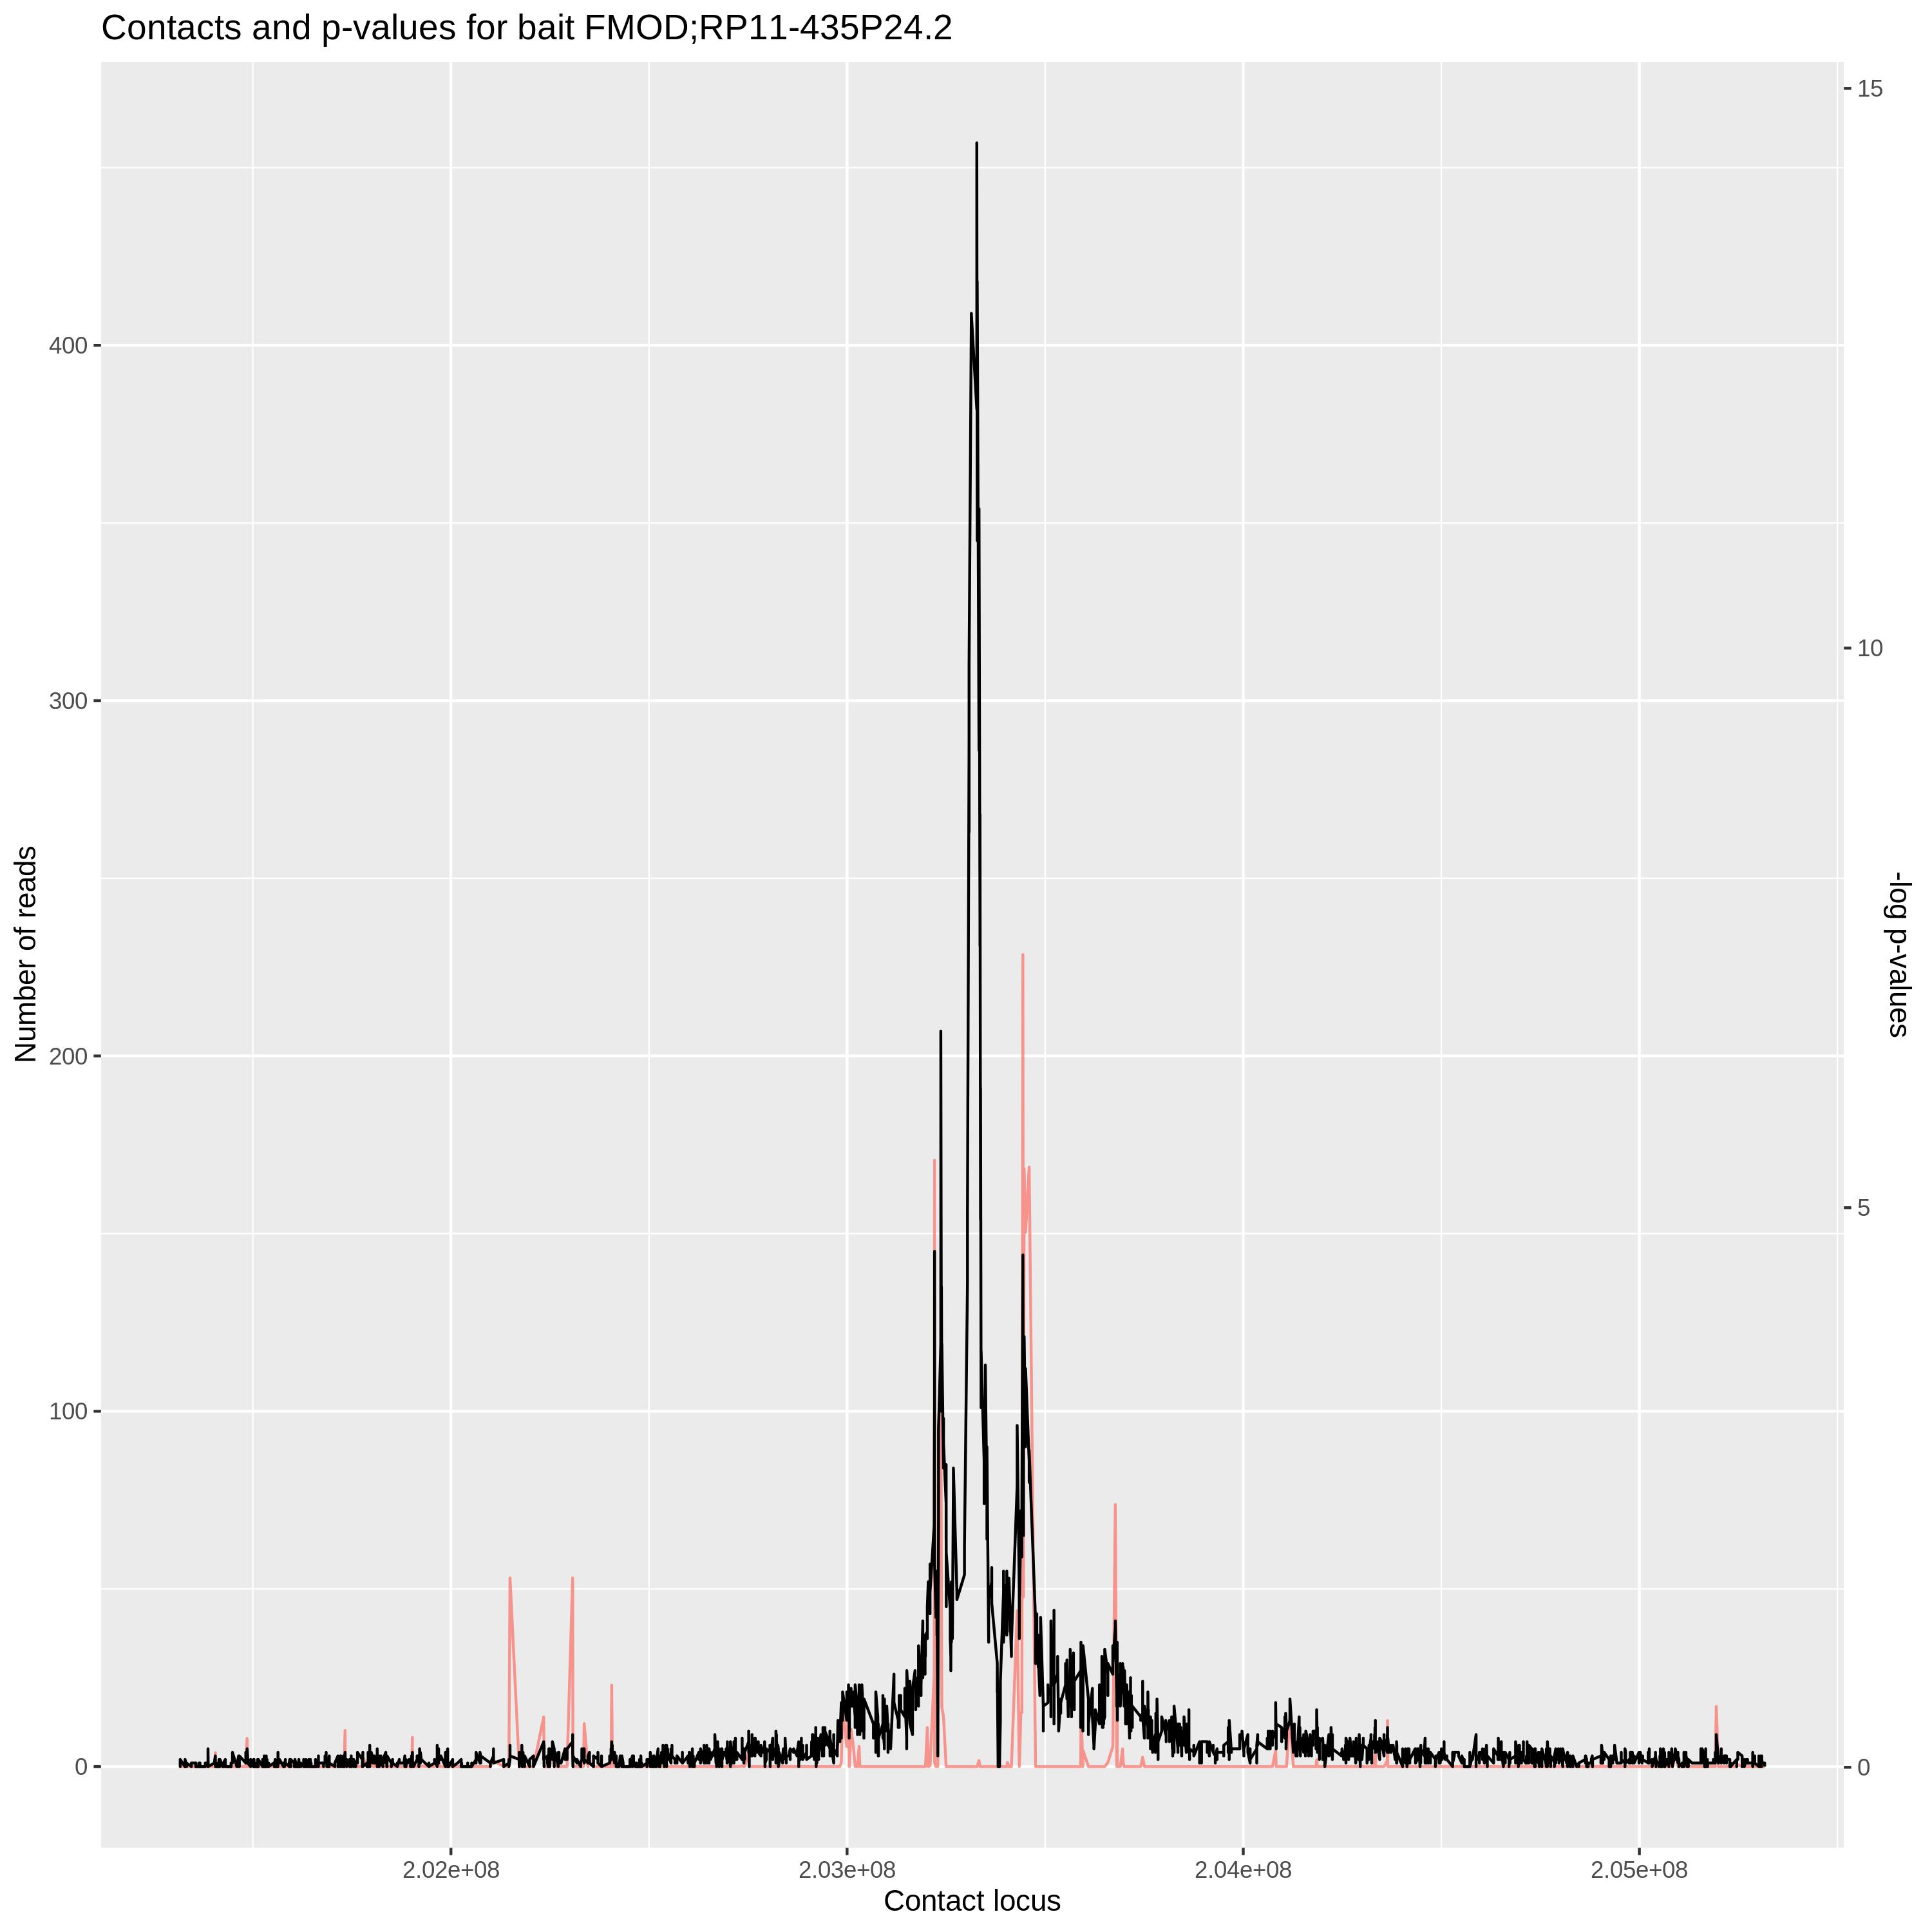 Contacts and p-values for bait FMOD;RP11-435P24.2
15
400
10
300
Number of reads
-log p-values
200
5
100
0
0
2.02e+08 2.03e+08 2.04e+08 2.05e+08
Contact locus